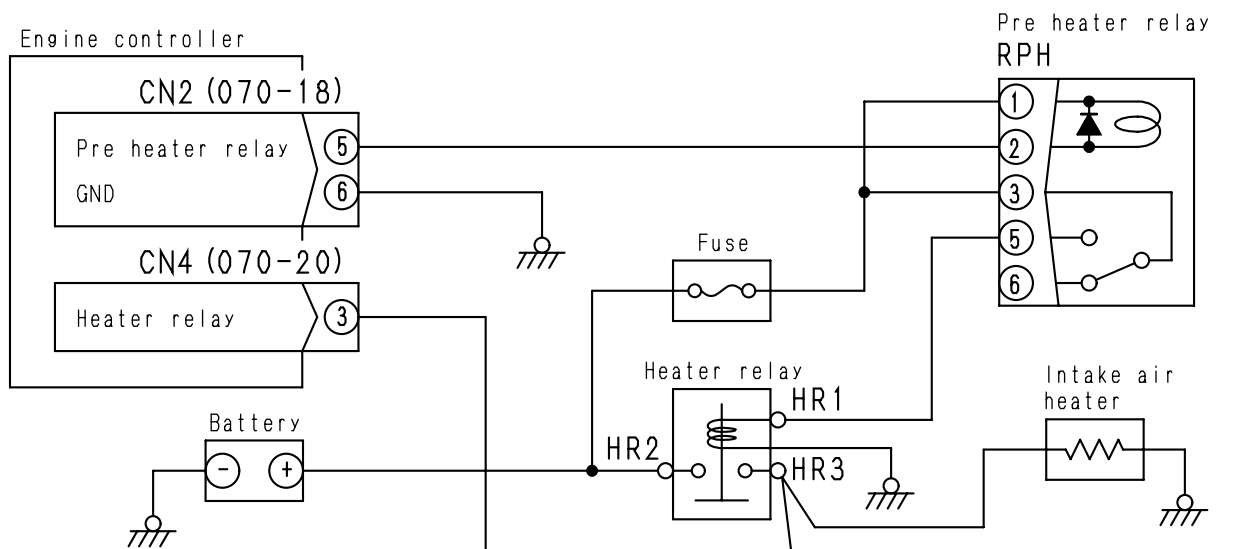 Engine controller
CN2 (070-18)
Pre heater relay
5
GND
6
CN4 (070-20)
Heater relay
3
Battery
-
+
Fuse
Heater relay
HR1
HR2
HR3
Pre heater relay
RPH
1
2
3
5
6
Intake air
heater